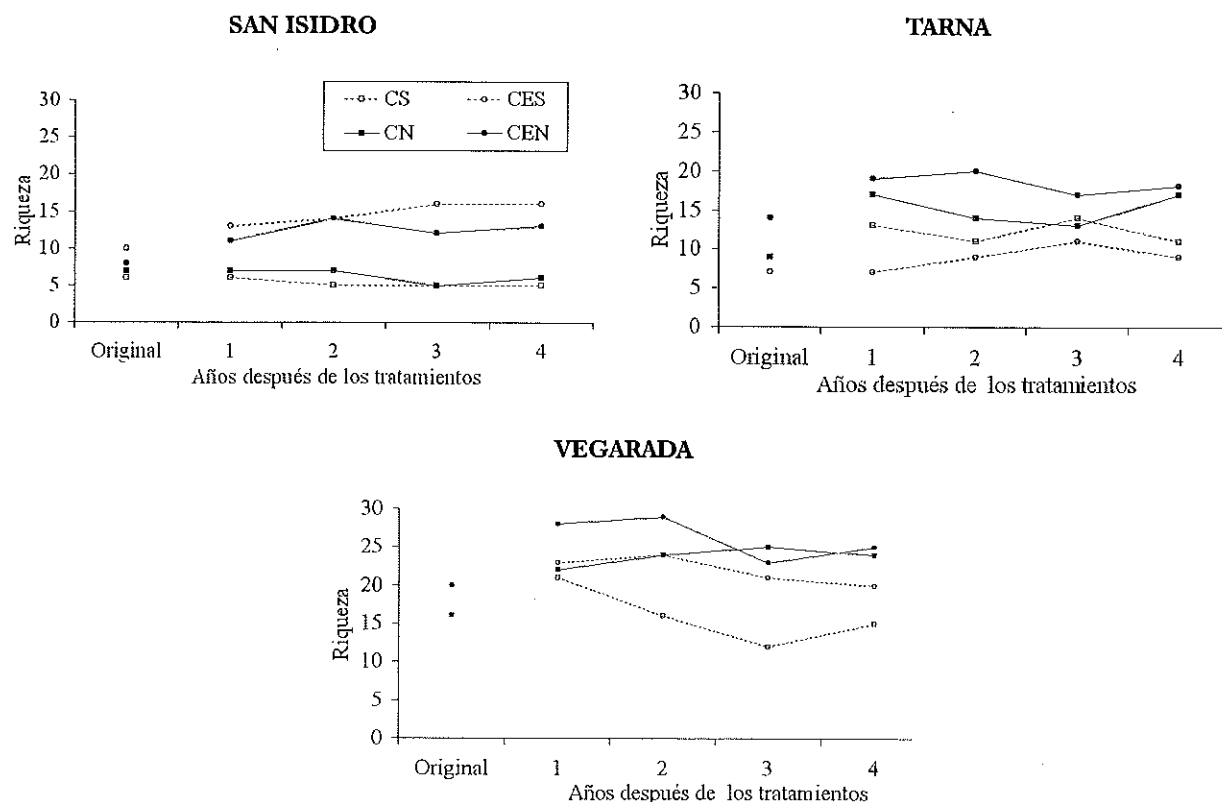 SAN ISIDRO
Riqueza
30
25
20
15
10
5
0
CS
CES
CN
CEN
Original
1
2
3
4
Años después de los tratamientos
TARNA
Riqueza
30
25
20
15
10
5
0
Original
1
2
3
4
Años después de los tratamientos
VEGARADA
Riqueza
30
25
20
15
10
5
0
Original
1
2
3
4
Años después de los tratamientos